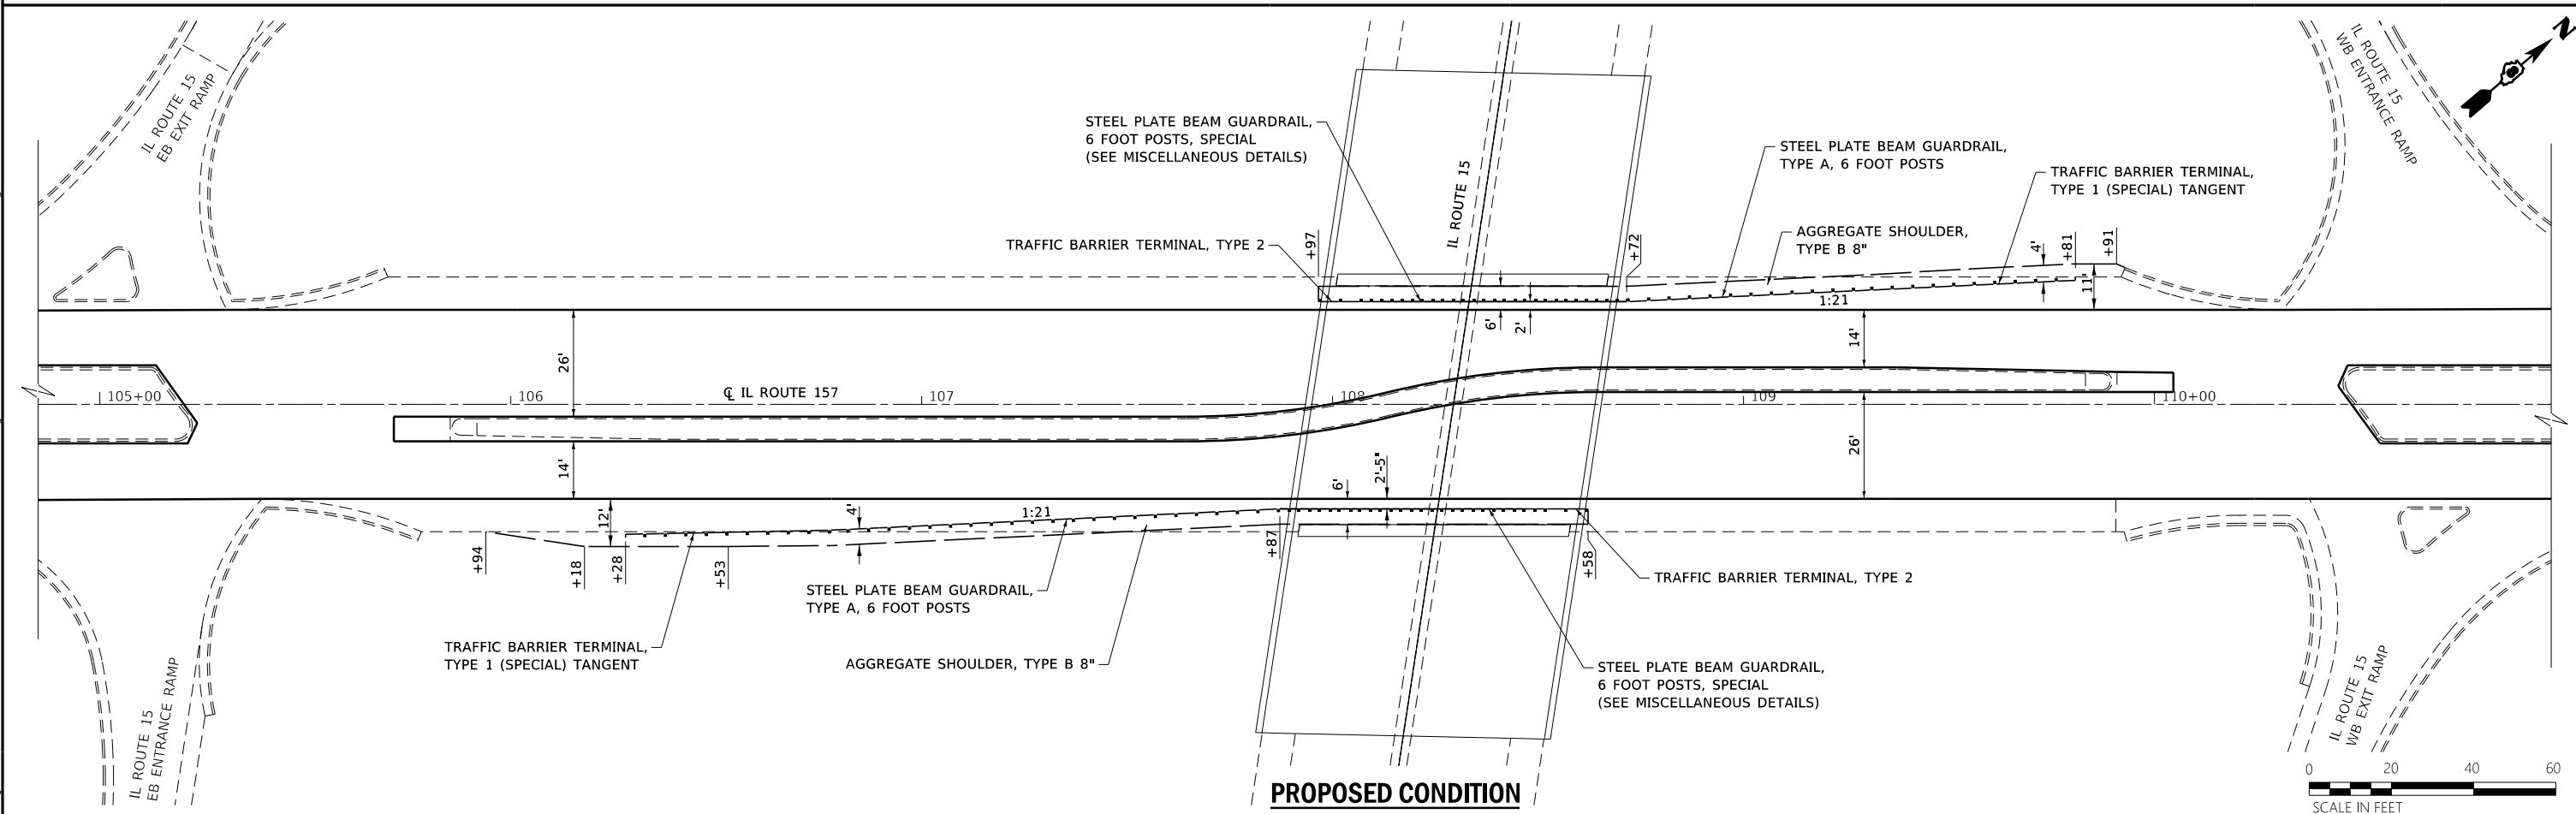 IL ROUTE 15
EB EXIT RAMP
STEEL PLATE BEAM GUARDRAIL,
6 FOOT POSTS, SPECIAL
(SEE MISCELLANEOUS DETAILS)
TRAFFIC BARRIER TERMINAL, TYPE 2
+97
IL ROUTE 15
+72
STEEL PLATE BEAM GUARDRAIL,
TYPE A, 6 FOOT POSTS
TRAFFIC BARRIER TERMINAL,
TYPE 1 (SPECIAL) TANGENT
AGGREGATE SHOULDER,
TYPE B 8"
4'
+81
+91
11'
1:21
IL ROUTE 15
WB ENTRANCE RAMP
N
26'
6'
2'
14'
105+00
106
℄ IL ROUTE 157
107
108
109
110+00
14'
12'
4'
1:21
6'
2'-5"
26'
+94
+18
+28
+53
+87
+58
STEEL PLATE BEAM GUARDRAIL,
TYPE A, 6 FOOT POSTS
TRAFFIC BARRIER TERMINAL, TYPE 2
TRAFFIC BARRIER TERMINAL,
TYPE 1 (SPECIAL) TANGENT
AGGREGATE SHOULDER, TYPE B 8"
STEEL PLATE BEAM GUARDRAIL,
6 FOOT POSTS, SPECIAL
(SEE MISCELLANEOUS DETAILS)
IL ROUTE 15
EB ENTRANCE RAMP
IL ROUTE 15
WB EXIT RAMP
PROPOSED CONDITION
0 20 40 60
SCALE IN FEET